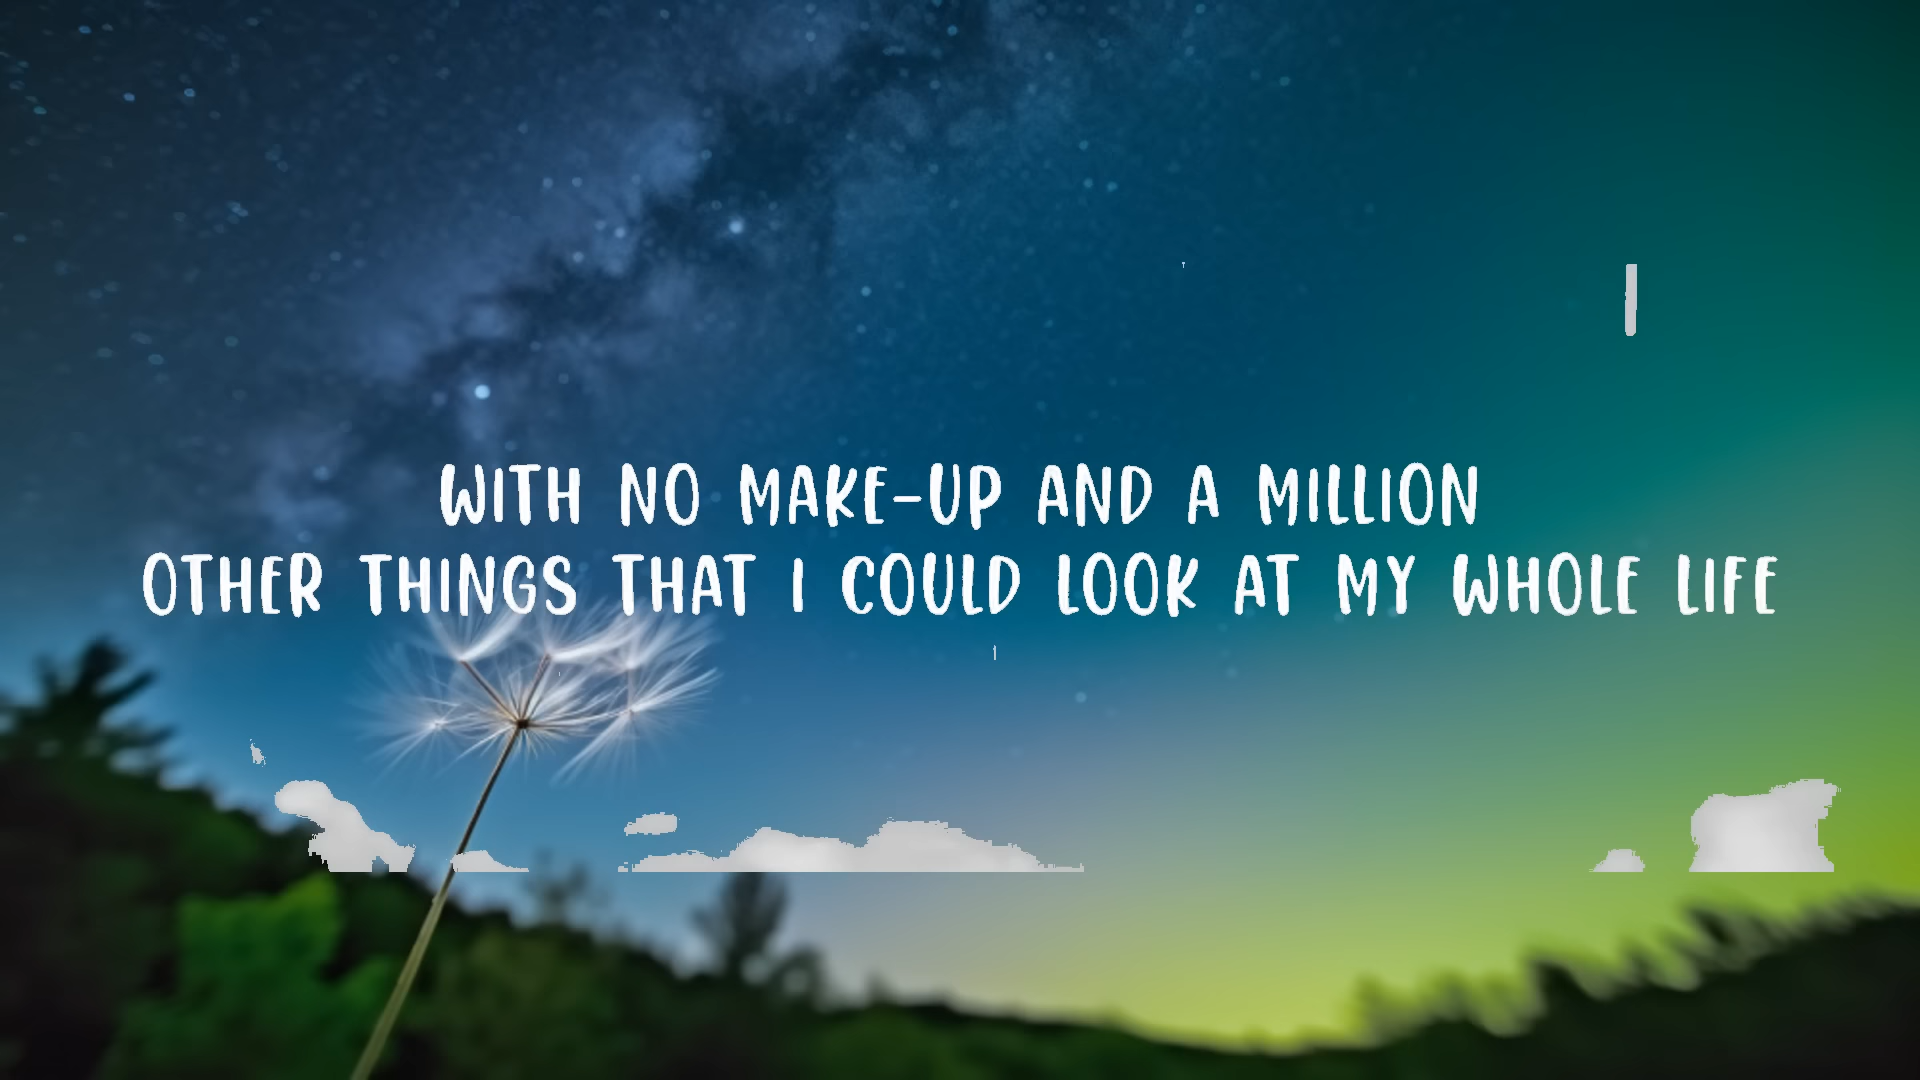 WITH NO MAKE-UP AND A MILLION
OTHER THINGS THAT I COULD LOOK AT MY WHOLE LIFE